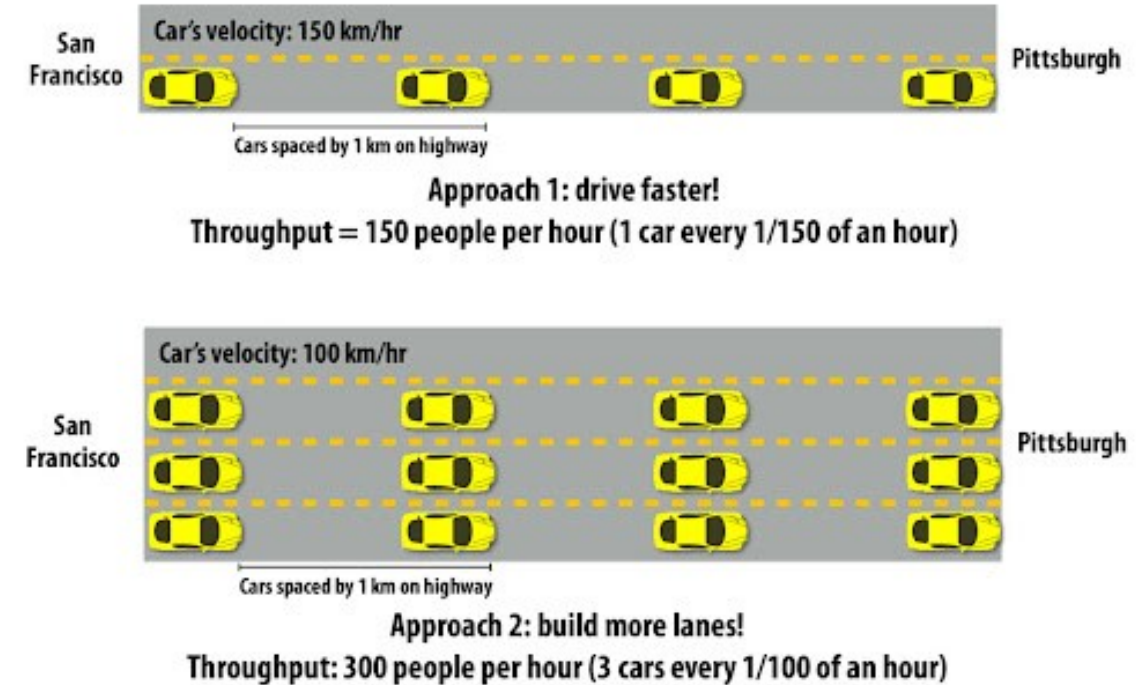 Car's velocity: 150 km/hr
San
Francisco
Pittsburgh
Cars spaced by 1 km on highway
Approach 1: drive faster!
Throughput = 150 people per hour (1 car every 1/150 of an hour)
Car's velocity: 100 km/hr
San
Francisco
Pittsburgh
Cars spaced by 1 km on highway
Approach 2: build more lanes!
Throughput: 300 people per hour (3 cars every 1/100 of an hour)